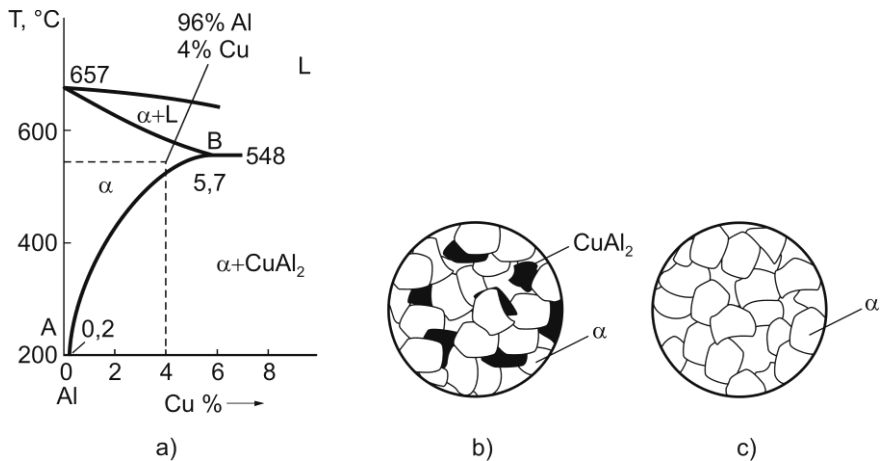 T, °C
96% Al
4% Cu
L
657
α+L
600
B
548
α
5,7
400
α+CuAl₂
CuAl₂
α
α
A
0,2
200
0 2 4 6 8
Al
Cu %
a)
b)
c)